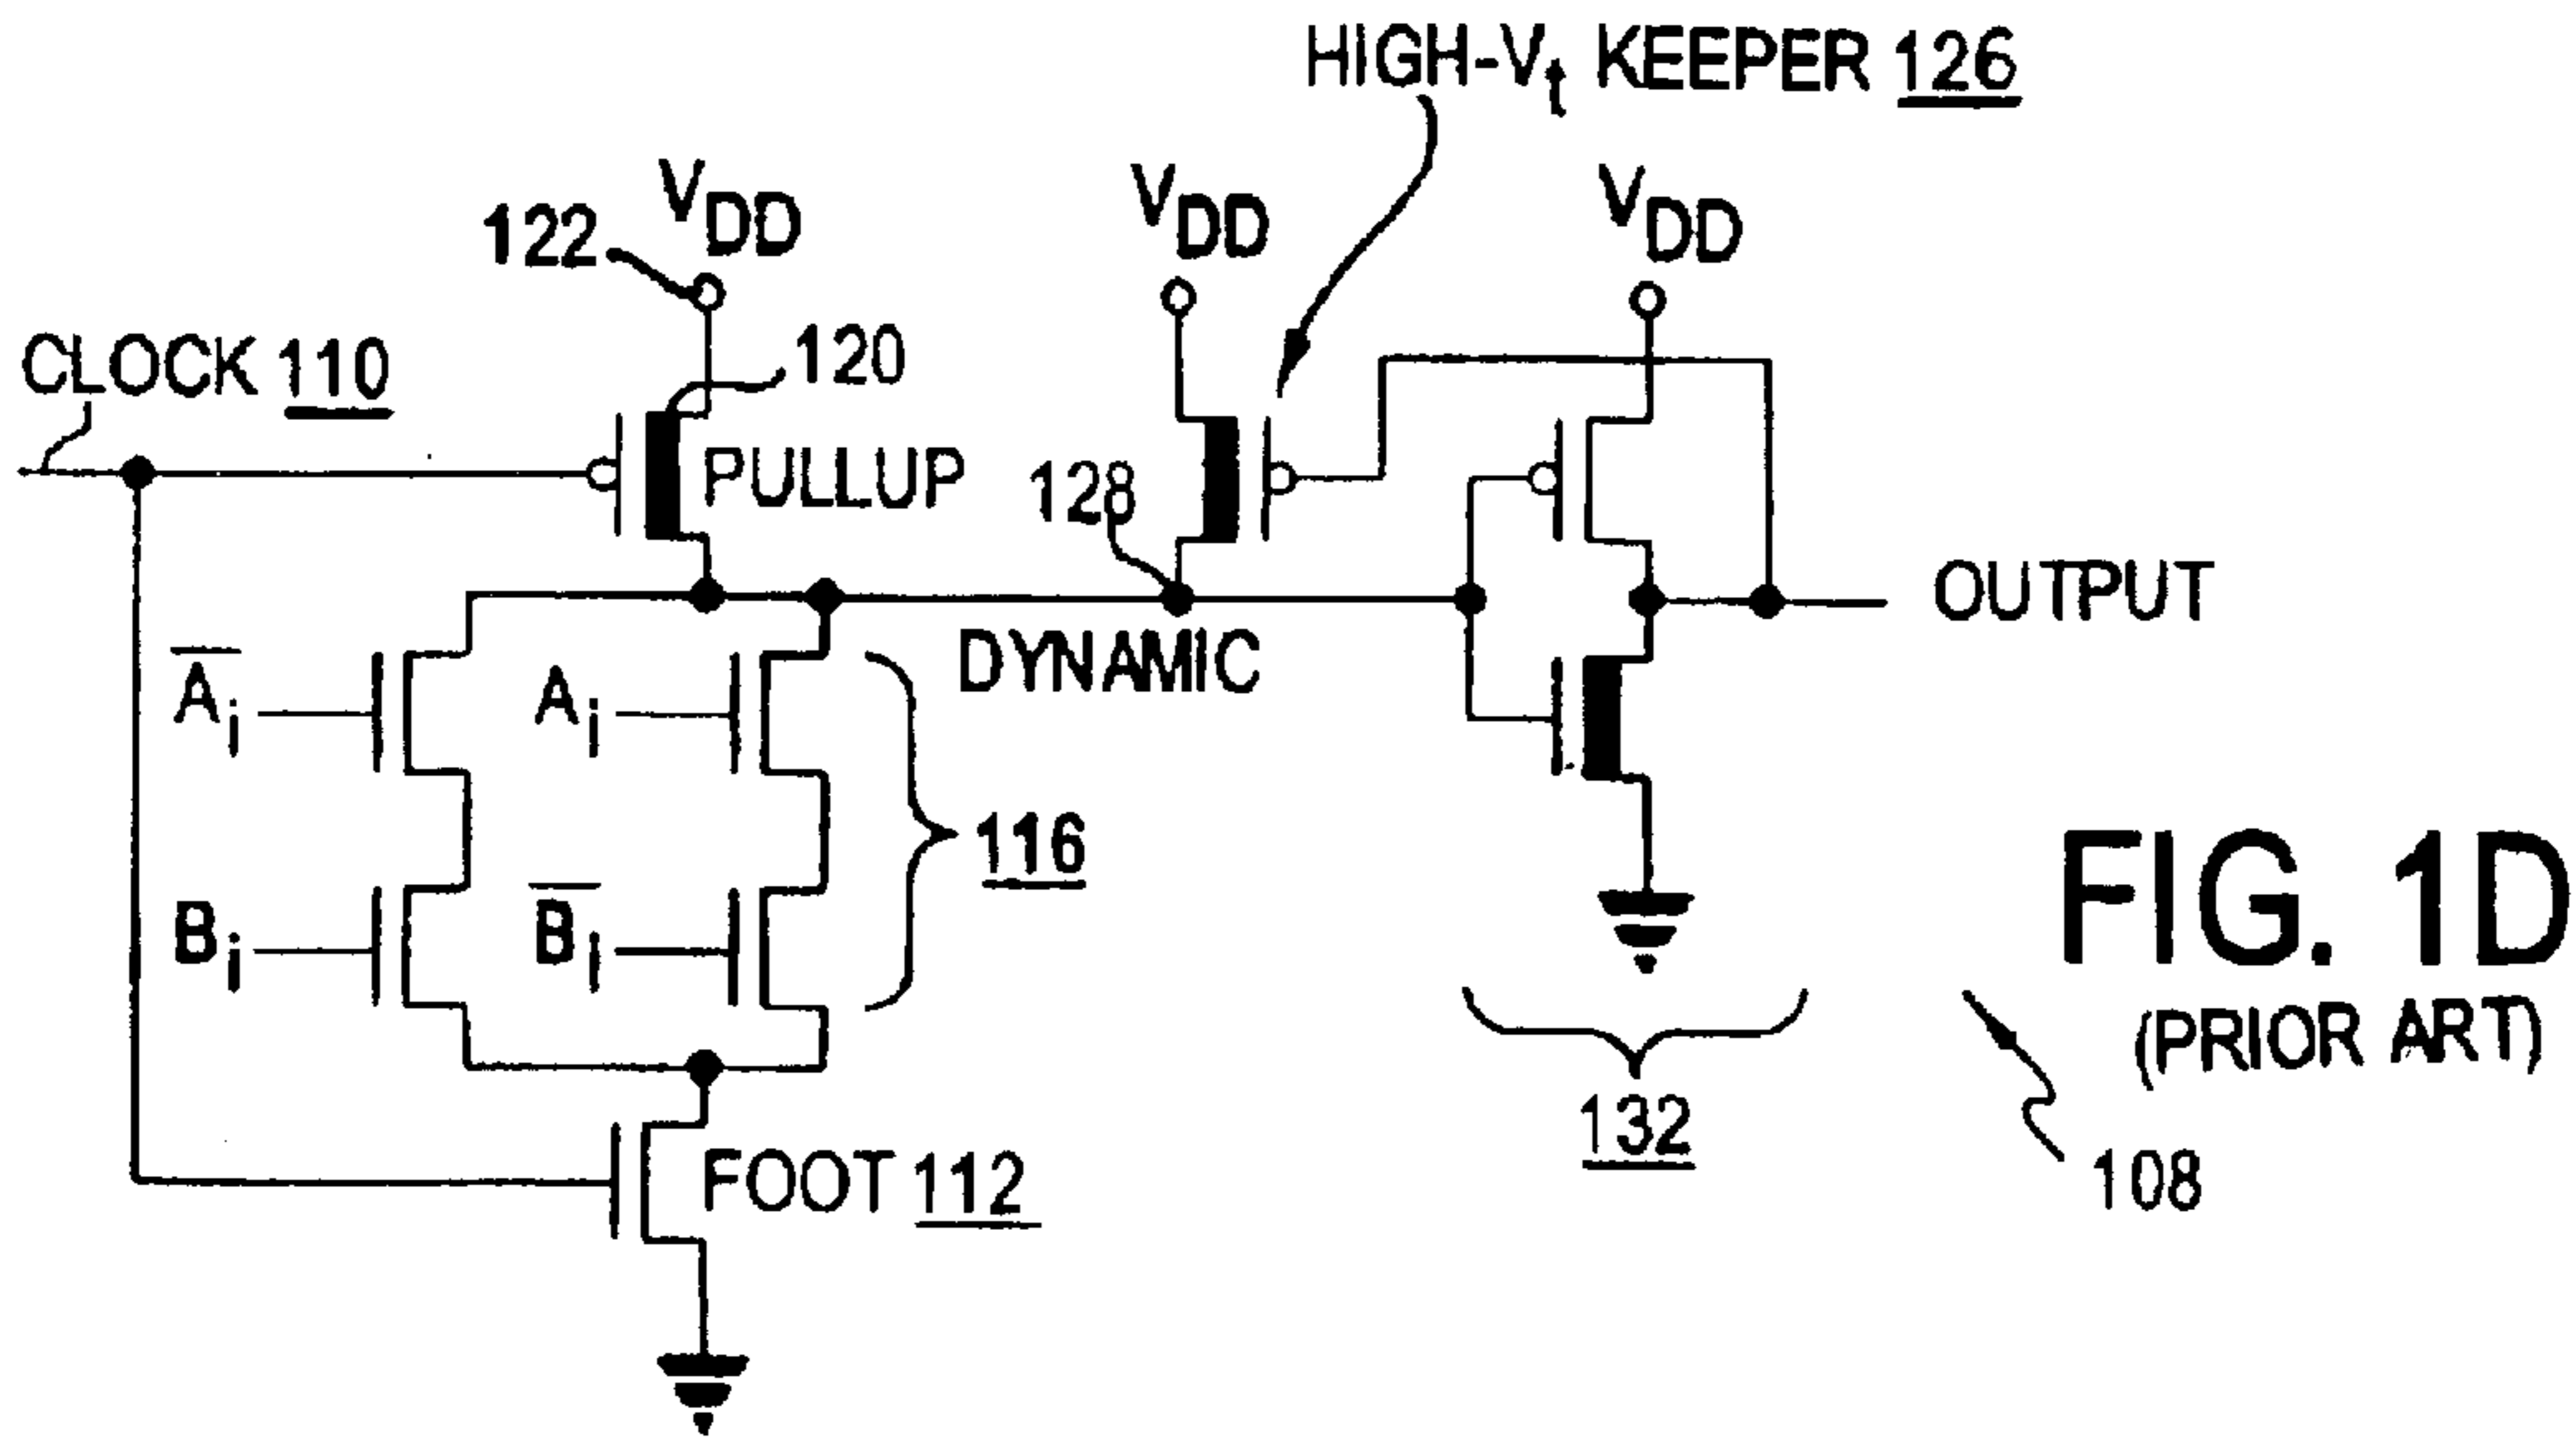 HIGH-Vt KEEPER 126
VDD
VDD
VDD
122
CLOCK 110
120
PULLUP
128
OUTPUT
DYNAMIC
A̅i
Ai
116
Bi
B̅i
FIG. 1D
(PRIOR ART)
132
108
FOOT 112